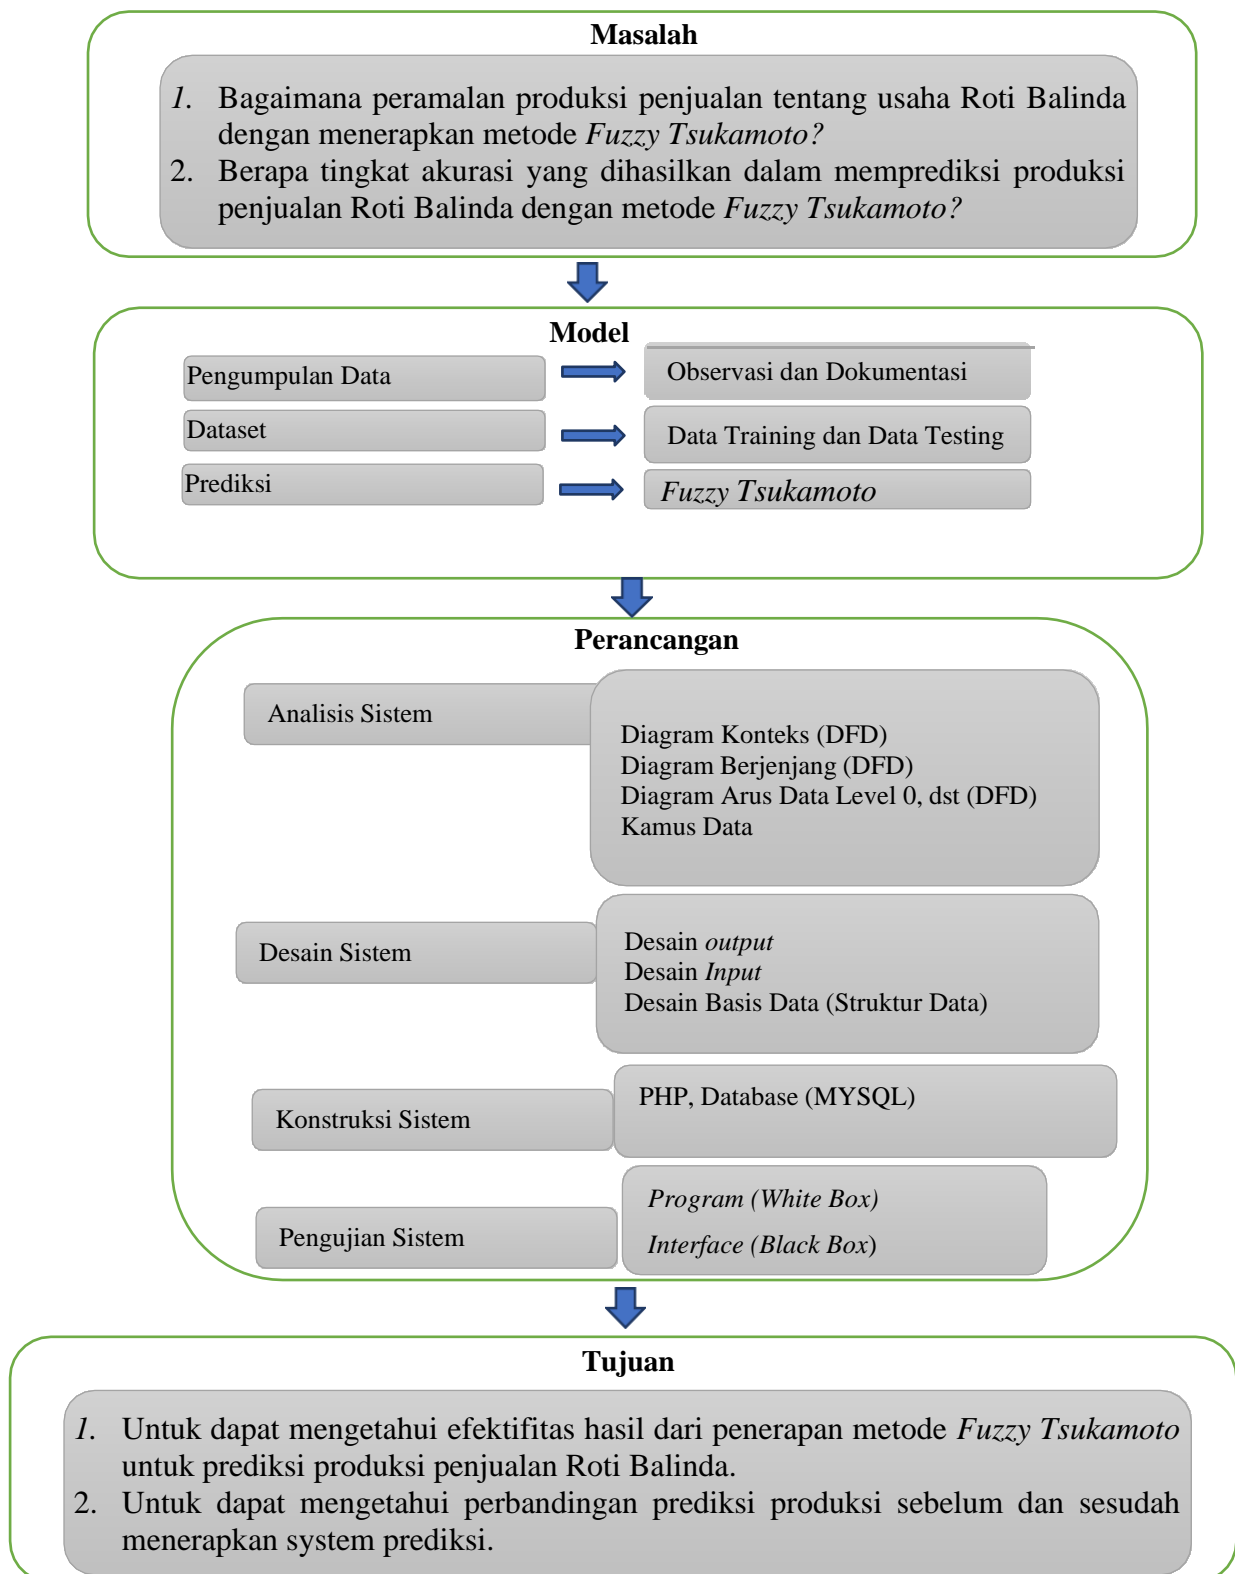 Masalah
1. Bagaimana peramalan produksi penjualan tentang usaha Roti Balinda
dengan menerapkan metode Fuzzy Tsukamoto?
2. Berapa tingkat akurasi yang dihasilkan dalam memprediksi produksi
penjualan Roti Balinda dengan metode Fuzzy Tsukamoto?
Model
Pengumpulan Data
Observasi dan Dokumentasi
Dataset
Data Training dan Data Testing
Prediksi
Fuzzy Tsukamoto
Perancangan
Analisis Sistem
Diagram Konteks (DFD)
Diagram Berjenjang (DFD)
Diagram Arus Data Level 0, dst (DFD)
Kamus Data
Desain Sistem
Desain output
Desain Input
Desain Basis Data (Struktur Data)
Konstruksi Sistem
PHP, Database (MYSQL)
Pengujian Sistem
Program (White Box)
Interface (Black Box)
Tujuan
1. Untuk dapat mengetahui efektifitas hasil dari penerapan metode Fuzzy Tsukamoto
untuk prediksi produksi penjualan Roti Balinda.
2. Untuk dapat mengetahui perbandingan prediksi produksi sebelum dan sesudah
menerapkan system prediksi.